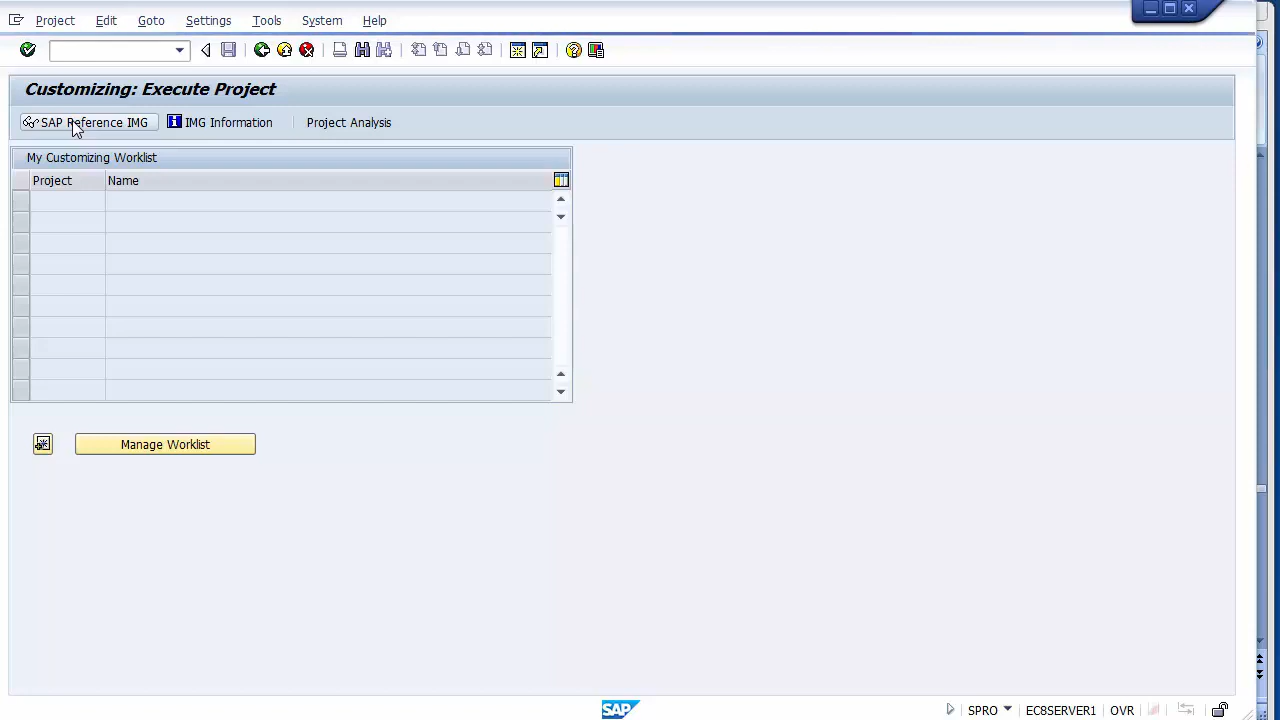 Project Edit Goto Settings Tools System Help
Customizing: Execute Project
SAP Reference IMG IMG Information Project Analysis
My Customizing Worklist
Project Name
Manage Worklist
SAP SPRO ECSSERVER1 OVR